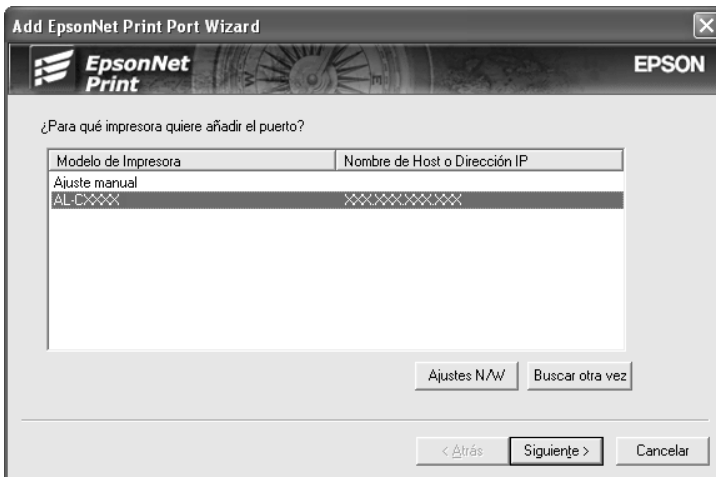 Add EpsonNet Print Port Wizard
EpsonNet
Print
EPSON
¿Para qué impresora quiere añadir el puerto?
Modelo de Impresora Nombre de Host o Dirección IP
Ajuste manual
AL-CXXXX XXX.XXX.XXX.XXX
Ajustes N/W Buscar otra vez
< Atrás Siguiente > Cancelar